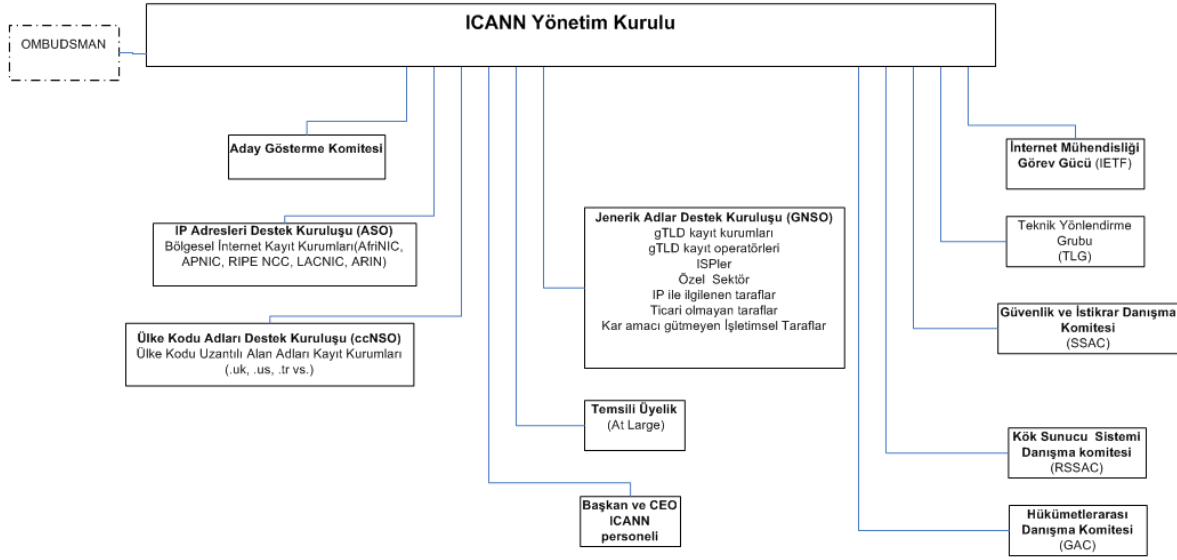 ICANN Yönetim Kurulu
OMBUDSMAN
Aday Gösterme Komitesi
IP Adresleri Destek Kuruluşu (ASO)
Bölgesel İnternet Kayıt Kurumları(AfriNIC,
APNIC, RIPE NCC, LACNIC, ARIN)
Ülke Kodu Adları Destek Kuruluşu (ccNSO)
Ülke Kodu Uzantılı Alan Adları Kayıt Kurumları
(.uk, .us, .tr vs.)
Jenerik Adlar Destek Kuruluşu (GNSO)
gTLD kayıt kurumları
gTLD kayıt operatörleri
ISPler
Özel Sektör
IP ile ilgilenen taraflar
Ticari olmayan taraflar
Kar amacı gütmeyen İşletimsel Taraflar
Temsili Üyelik
(At Large)
Başkan ve CEO
ICANN
personeli
İnternet Mühendisliği
Görev Gücü (IETF)
Teknik Yönlendirme
Grubu
(TLG)
Güvenlik ve İstikrar Danışma
Komitesi
(SSAC)
Kök Sunucu Sistemi
Danışma komitesi
(RSSAC)
Hükümetlerarası
Danışma Komitesi
(GAC)